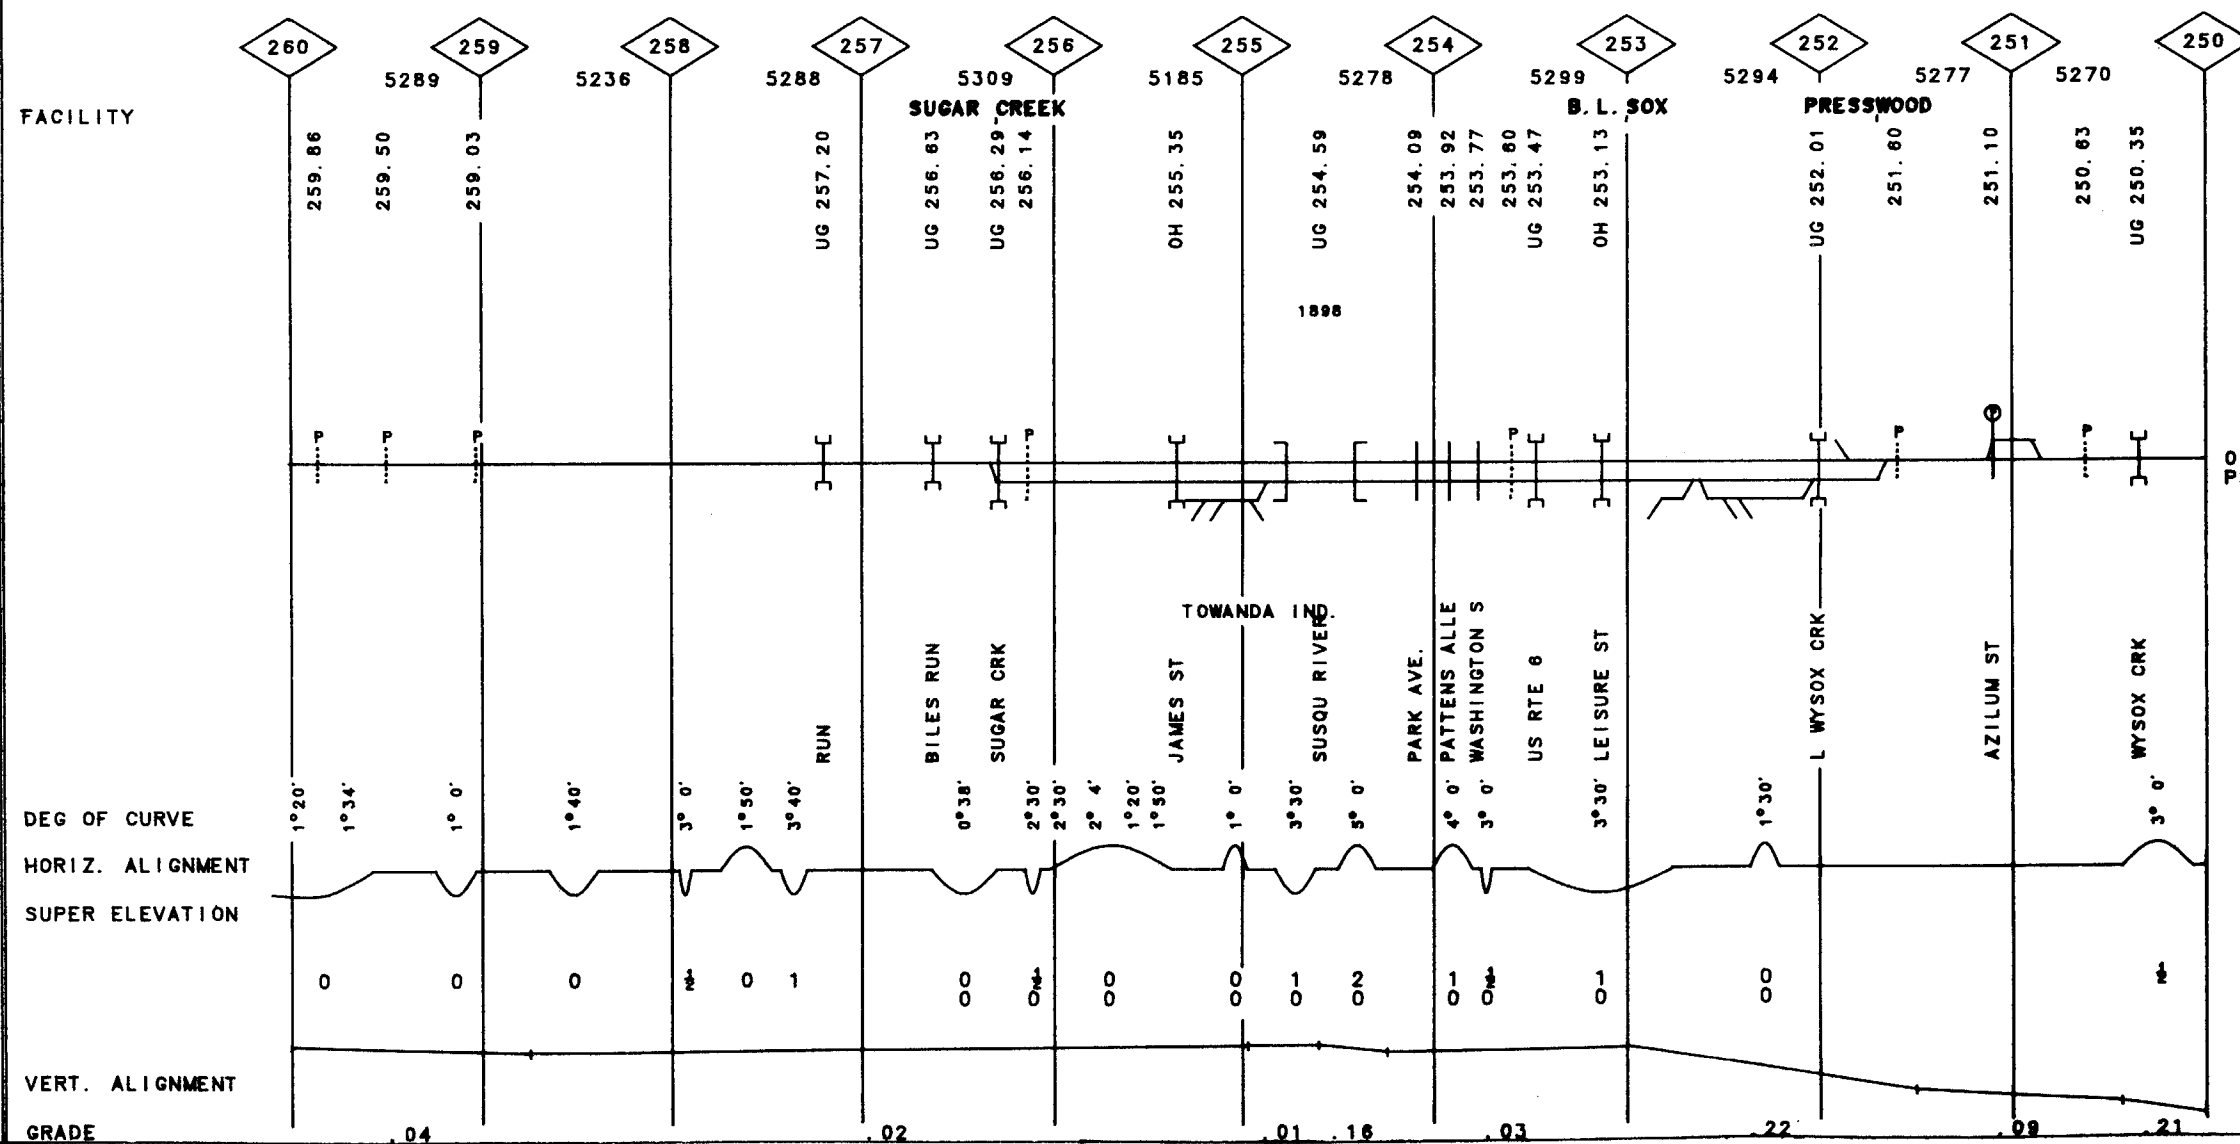 260 259 258 257 256 255 254 253 252 251 250
5289 5236 5288 5309 5185 5278 5299 5294 5277 5270
FACILITY
SUGAR CREEK B.L.SOX PRESSWOOD
259.86
259.50
259.03
UG 257.20
UG 256.63
UG 256.29
256.14
OH 255.35
UG 254.59
254.09
253.92
253.77
253.60
UG 253.47
OH 253.13
UG 252.01
251.60
251.10
250.63
UG 250.35
1898
P P P P P P P P
TOWANDA IND.
RUN
BILES RUN
SUGAR CRK
JAMES ST
SUSQU RIVER
PARK AVE.
PATTENS ALLE
WASHINGTON S
US RTE 6
LEISURE ST
L WYSOX CRK
AZILUM ST
WYSOX CRK
DEG OF CURVE
1°20' 1°34' 1° 0' 1°40' 3° 0' 1°50' 3°40' 0°38' 2°30' 2°30' 2° 4' 1°20' 1°50' 1° 0' 3°30' 5° 0' 4° 0' 3° 0' 3°30' 1°30' 3° 0'
HORIZ. ALIGNMENT
SUPER ELEVATION
0 0 0 ½ 0 1 0 ½ 0 0 1 2 1 ½ 1 0 ½
0 0 0 0 0 0 0 0 0 0
VERT. ALIGNMENT
GRADE .04 .02 .01 .16 .03 .22 .09 .21